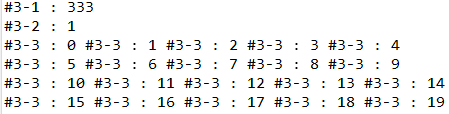 #3-1 : 333
#3-2 : 1
#3-3 : 0 #3-3 : 1 #3-3 : 2 #3-3 : 3 #3-3 : 4
#3-3 : 5 #3-3 : 6 #3-3 : 7 #3-3 : 8 #3-3 : 9
#3-3 : 10 #3-3 : 11 #3-3 : 12 #3-3 : 13 #3-3 : 14
#3-3 : 15 #3-3 : 16 #3-3 : 17 #3-3 : 18 #3-3 : 19